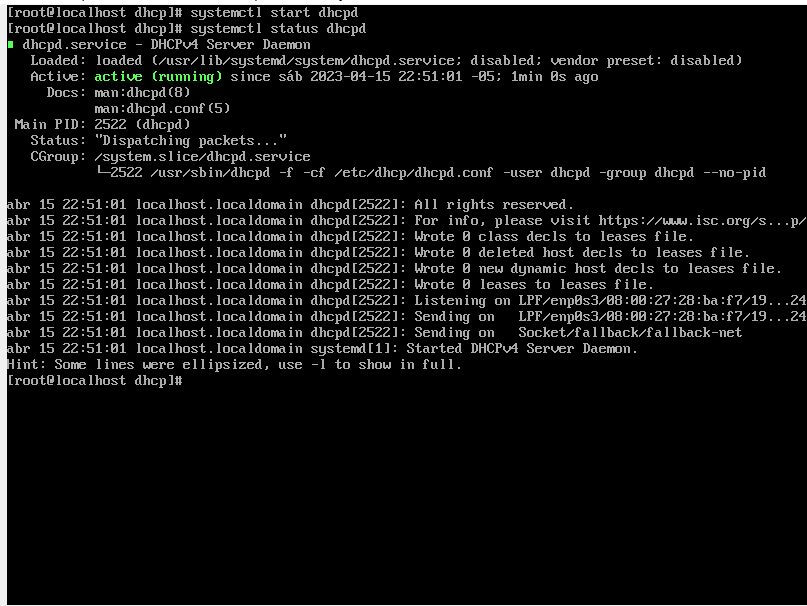 [root@localhost dhcp]# systemctl start dhcpd
[root@localhost dhcp]# systemctl status dhcpd
dhcpd.service - DHCPv4 Server Daemon
Loaded: loaded (/usr/lib/systemd/system/dhcpd.service; disabled; vendor preset: disabled)
Active: active (running) since sáb 2023-04-15 22:51:01 -05; 1min 0s ago
Docs: man:dhcpd(8)
man:dhcpd.conf(5)
Main PID: 2522 (dhcpd)
Status: "Dispatching packets..."
CGroup: /system.slice/dhcpd.service
└─2522 /usr/sbin/dhcpd -f -cf /etc/dhcp/dhcpd.conf -user dhcpd -group dhcpd --no-pid
abr 15 22:51:01 localhost.localdomain dhcpd[2522]: All rights reserved.
abr 15 22:51:01 localhost.localdomain dhcpd[2522]: For info, please visit https://www.isc.org/s...p/
abr 15 22:51:01 localhost.localdomain dhcpd[2522]: Wrote 0 class decls to leases file.
abr 15 22:51:01 localhost.localdomain dhcpd[2522]: Wrote 0 deleted host decls to leases file.
abr 15 22:51:01 localhost.localdomain dhcpd[2522]: Wrote 0 new dynamic host decls to leases file.
abr 15 22:51:01 localhost.localdomain dhcpd[2522]: Wrote 0 leases to leases file.
abr 15 22:51:01 localhost.localdomain dhcpd[2522]: Listening on LPF/enp0s3/08:00:27:28:ba:f7/19...24
abr 15 22:51:01 localhost.localdomain dhcpd[2522]: Sending on   LPF/enp0s3/08:00:27:28:ba:f7/19...24
abr 15 22:51:01 localhost.localdomain dhcpd[2522]: Sending on   Socket/fallback/fallback-net
abr 15 22:51:01 localhost.localdomain systemd[1]: Started DHCPv4 Server Daemon.
Hint: Some lines were ellipsized, use -l to show in full.
[root@localhost dhcp]#